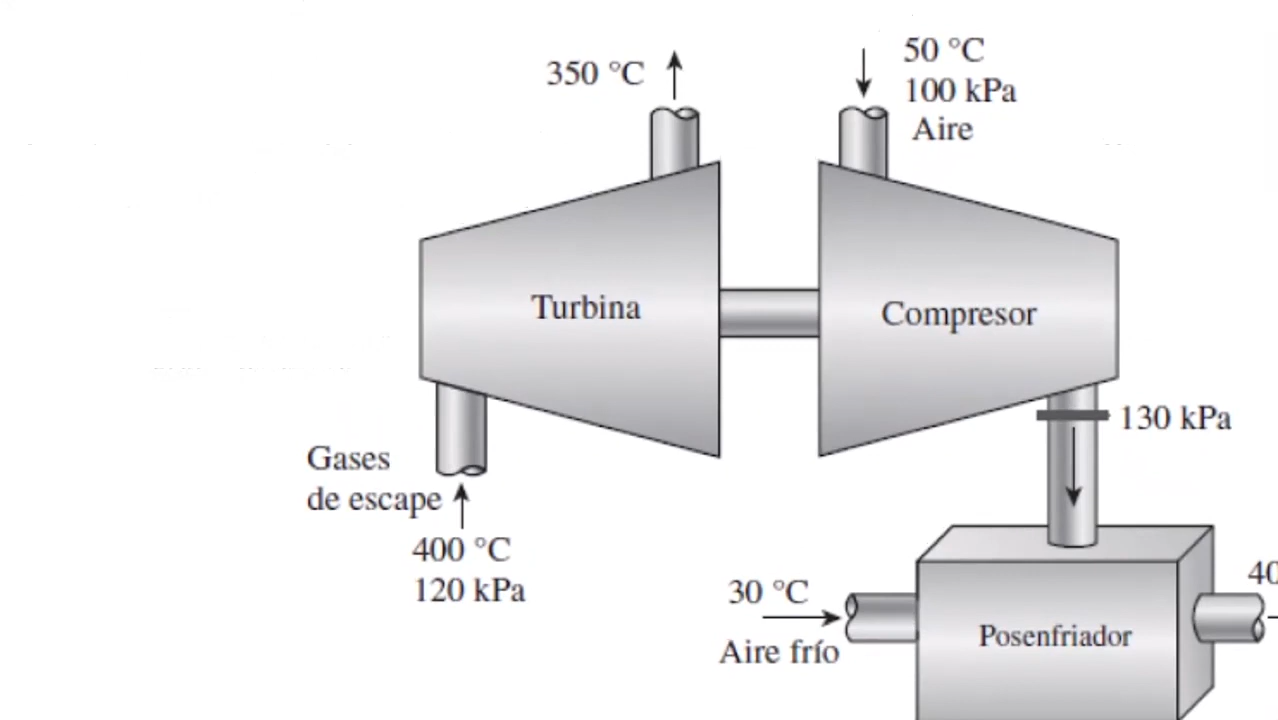 350 °C
50 °C
100 kPa
Aire
Turbina
Compresor
130 kPa
Gases
de escape
400 °C
120 kPa
30 °C
Aire frío
40
Posenfriador